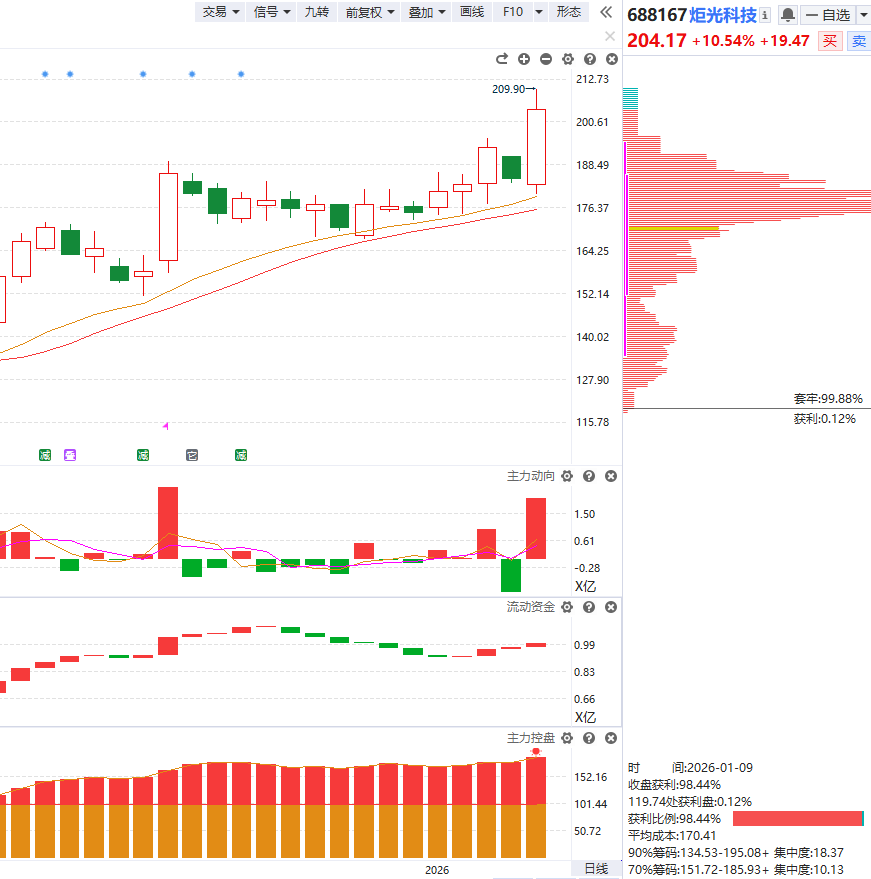 交易 信号 九转 前复权 叠加 画线 F10 形态
688167炬光科技 自选
204.17 +10.54% +19.47 买 卖
212.73
209.90
200.61
188.49
176.37
164.25
152.14
140.02
127.90
115.78
套牢:99.88%
获利:0.12%
减 减 减
主力动向
1.50
0.61
-0.28
X亿
流动资金
0.99
0.83
0.66
X亿
主力控盘
152.16
101.44
50.72
2026 日线
时 间:2026-01-09
收盘获利:98.44%
119.74处获利盘:0.12%
获利比例:98.44%
平均成本:170.41
90%筹码:134.53-195.08+ 集中度:18.37
70%筹码:151.72-185.93+ 集中度:10.13